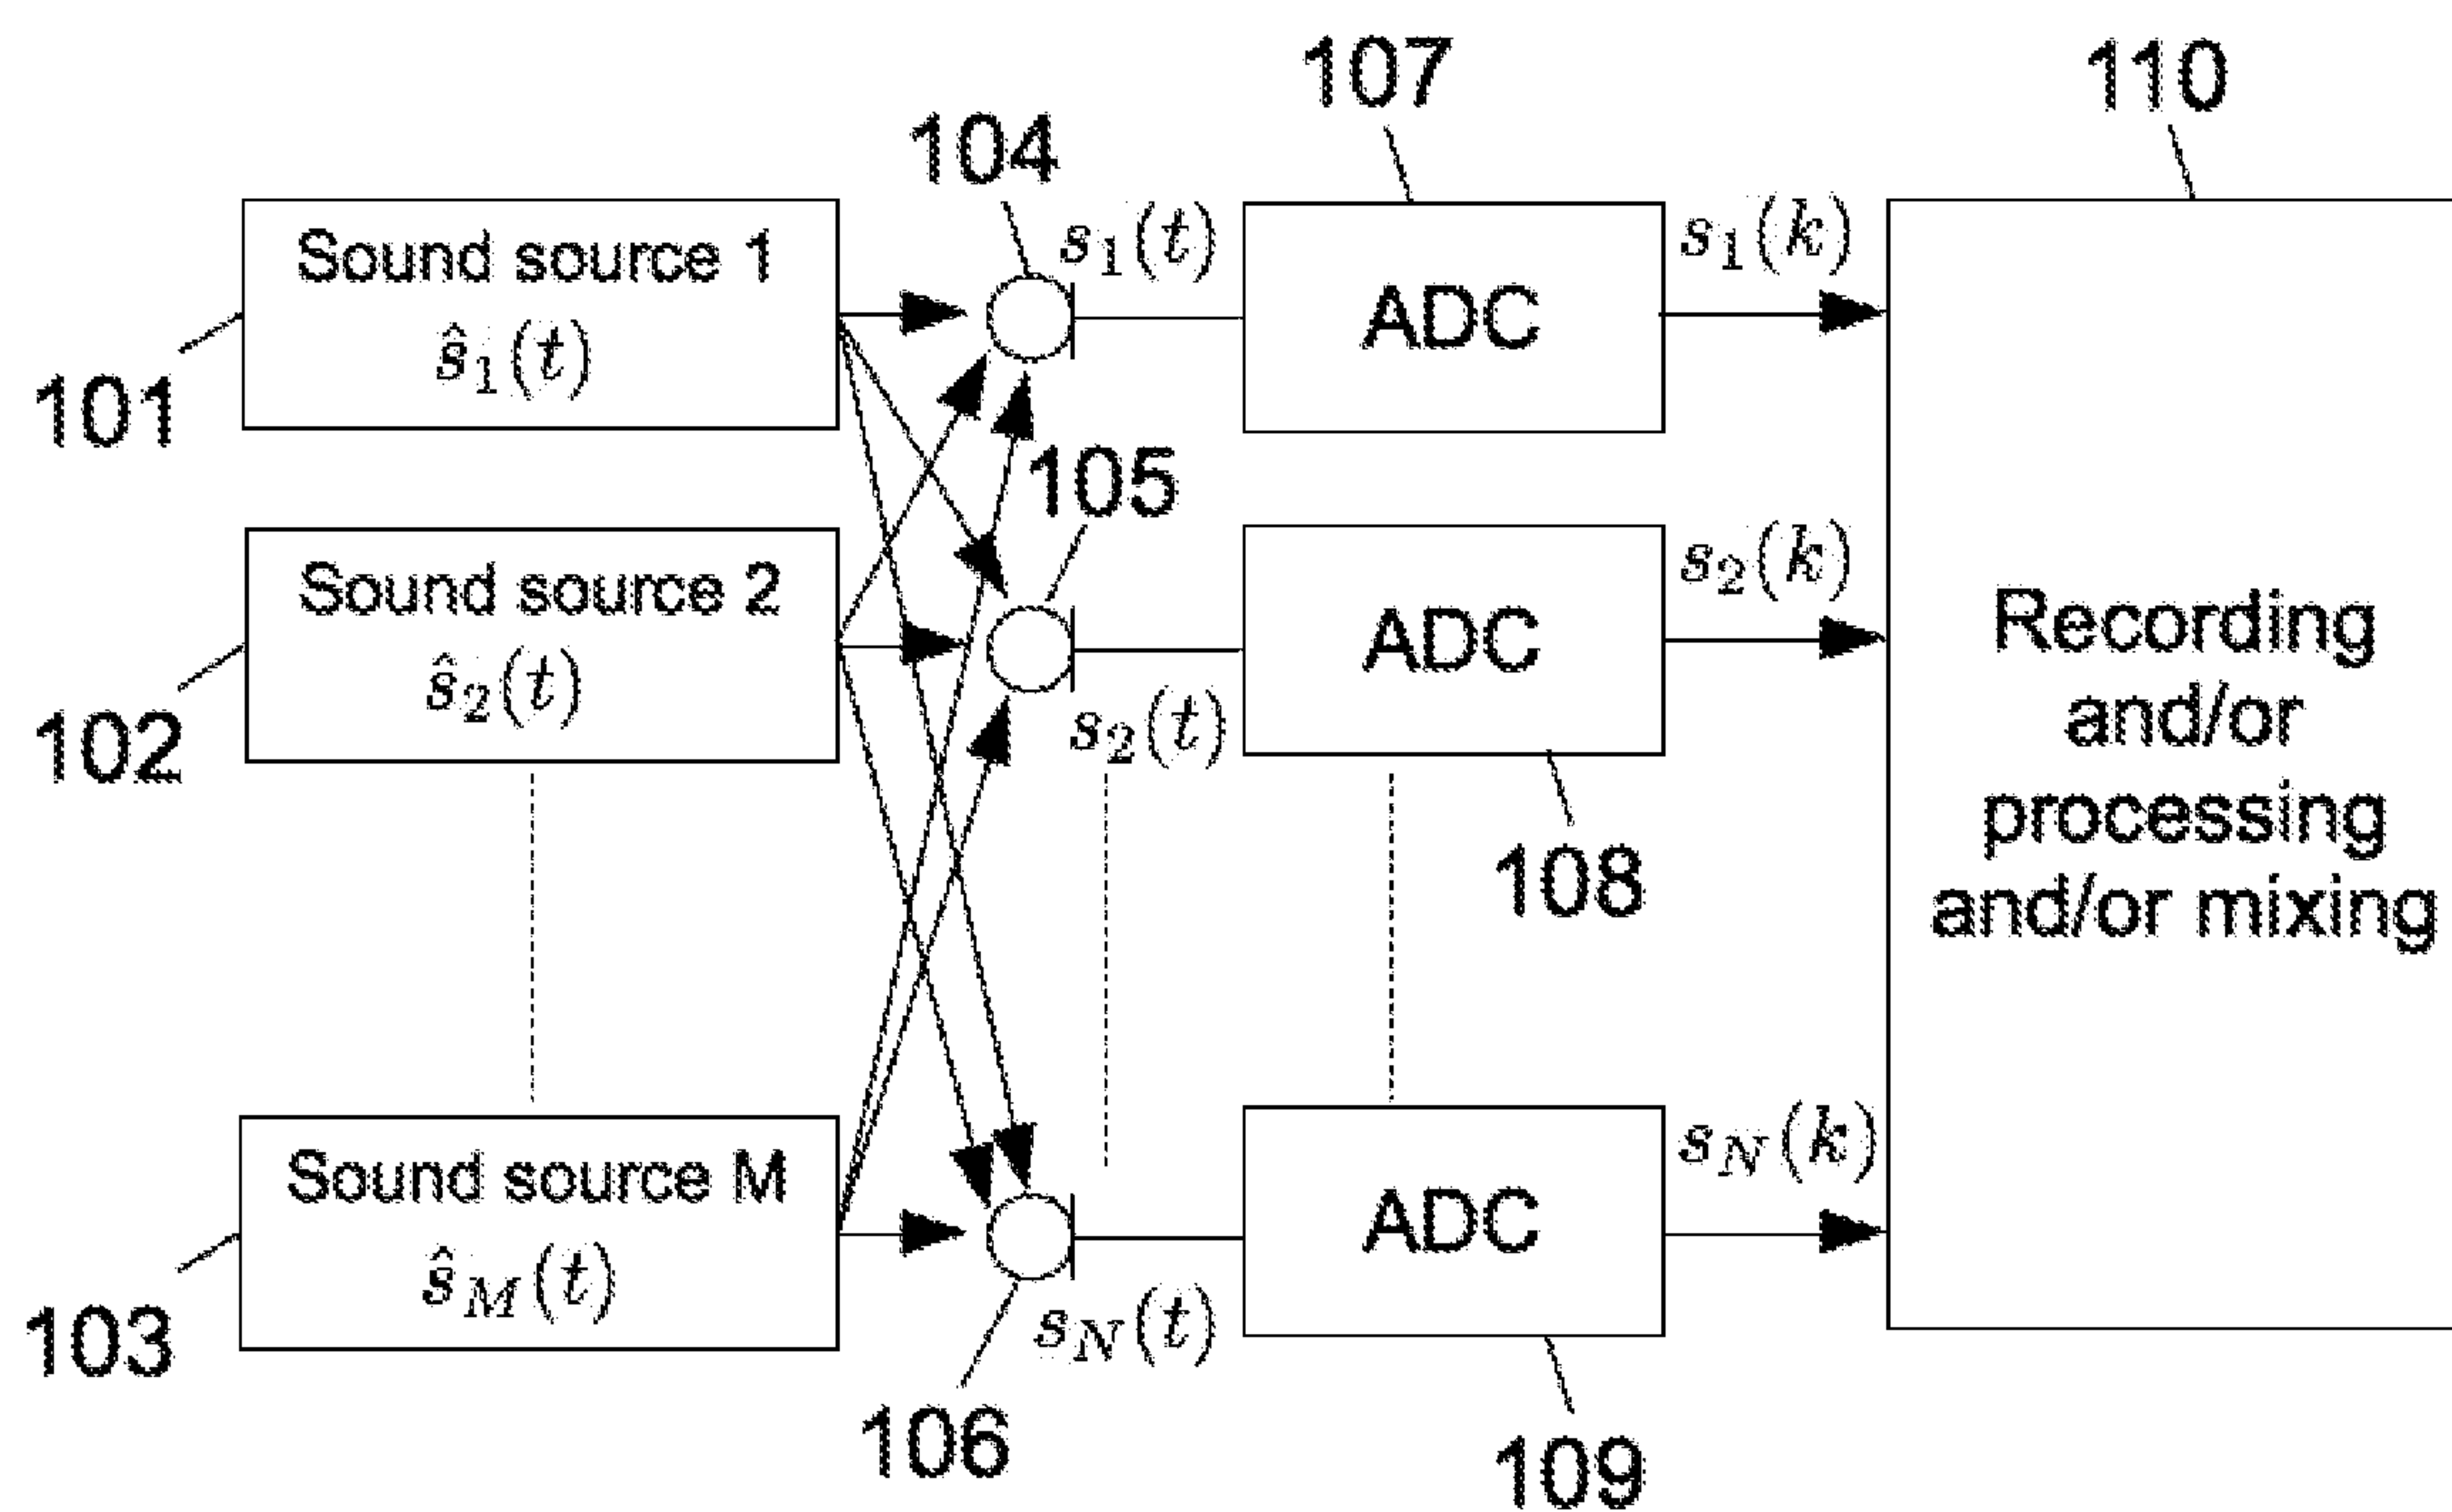 107
110
104
Sound source 1
ŝ₁(t)
101
s₁(t)
ADC
s₁(k)
105
Sound source 2
ŝ₂(t)
102
s₂(t)
ADC
s₂(k)
108
Recording
and/or
processing
and/or mixing
Sound source M
ŝ_M(t)
103
s_N(t)
106
ADC
s_N(k)
109